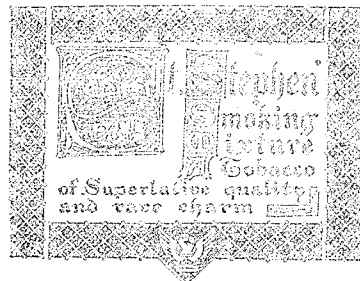 Stephen
Smoking
Mixture
Tobacco
of Superlative quality
and rare charm